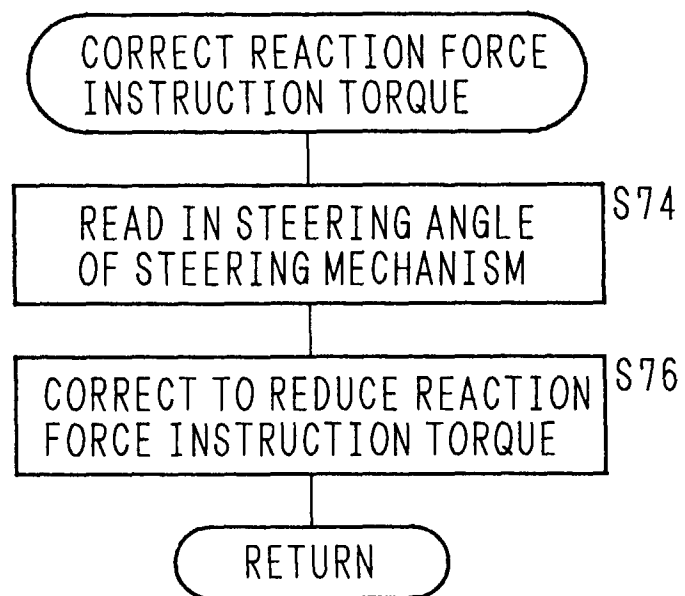 CORRECT REACTION FORCE
INSTRUCTION TORQUE
S74
READ IN STEERING ANGLE
OF STEERING MECHANISM
S76
CORRECT TO REDUCE REACTION
FORCE INSTRUCTION TORQUE
RETURN